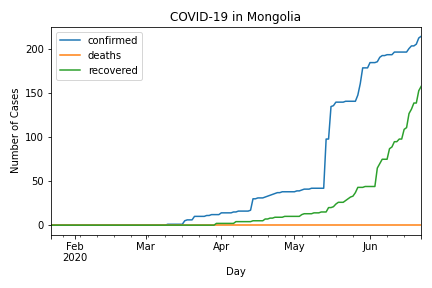 COVID-19 in Mongolia
confirmed
deaths
recovered
Number of Cases
200
150
100
50
0
Feb
2020
Mar
Apr
May
Jun
Day